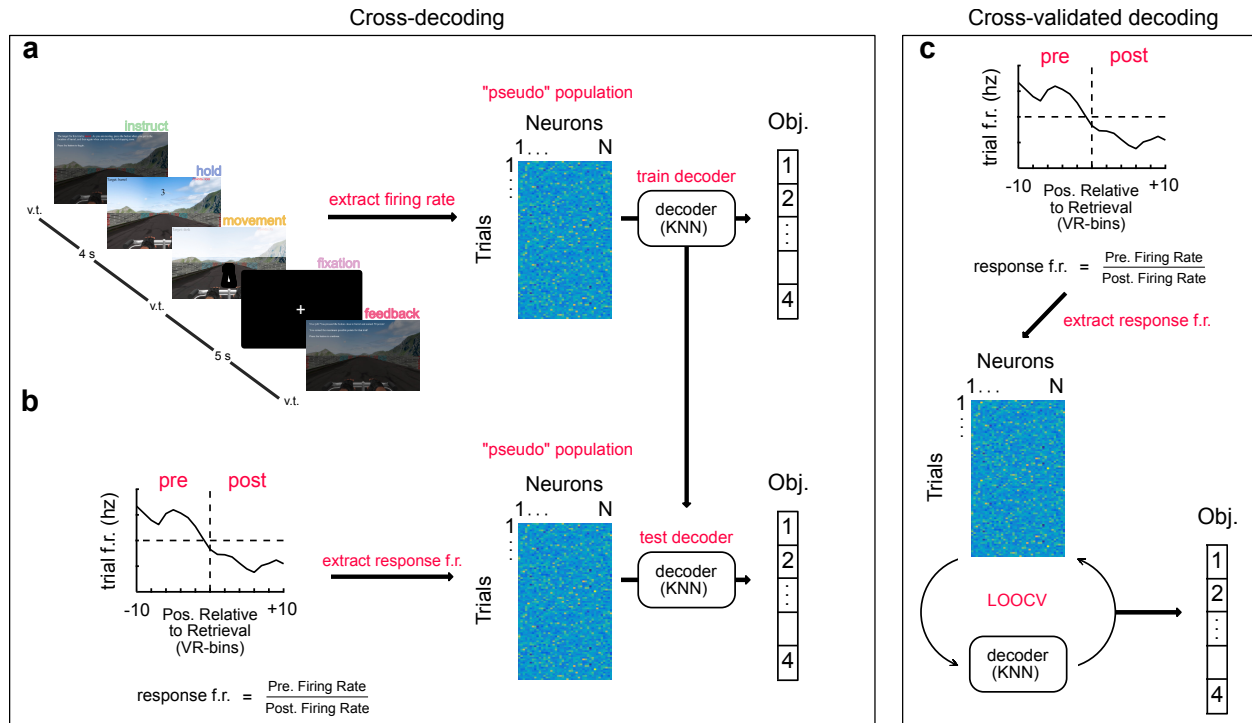 Cross-decoding
Cross-validated decoding
a
instruct
hold
Target: Hazard
3
movement
fixation
+
feedback
v.t.
4 s
v.t.
5 s
v.t.
extract firing rate
"pseudo" population
Neurons
1 . . . N
1
.
.
.
Trials
train decoder
decoder
(KNN)
Obj.
1
2
4
b
pre post
trial f.r. (hz)
-10 +10
Pos. Relative
to Retrieval
(VR-bins)
response f.r. = Pre. Firing Rate
Post. Firing Rate
extract response f.r.
"pseudo" population
Neurons
1 . . . N
1
.
.
.
Trials
test decoder
decoder
(KNN)
Obj.
1
2
4
c
pre post
trial f.r. (hz)
-10 +10
Pos. Relative
to Retrieval
(VR-bins)
response f.r. = Pre. Firing Rate
Post. Firing Rate
extract response f.r.
Neurons
1 . . . N
1
.
.
.
Trials
LOOCV
decoder
(KNN)
Obj.
1
2
4